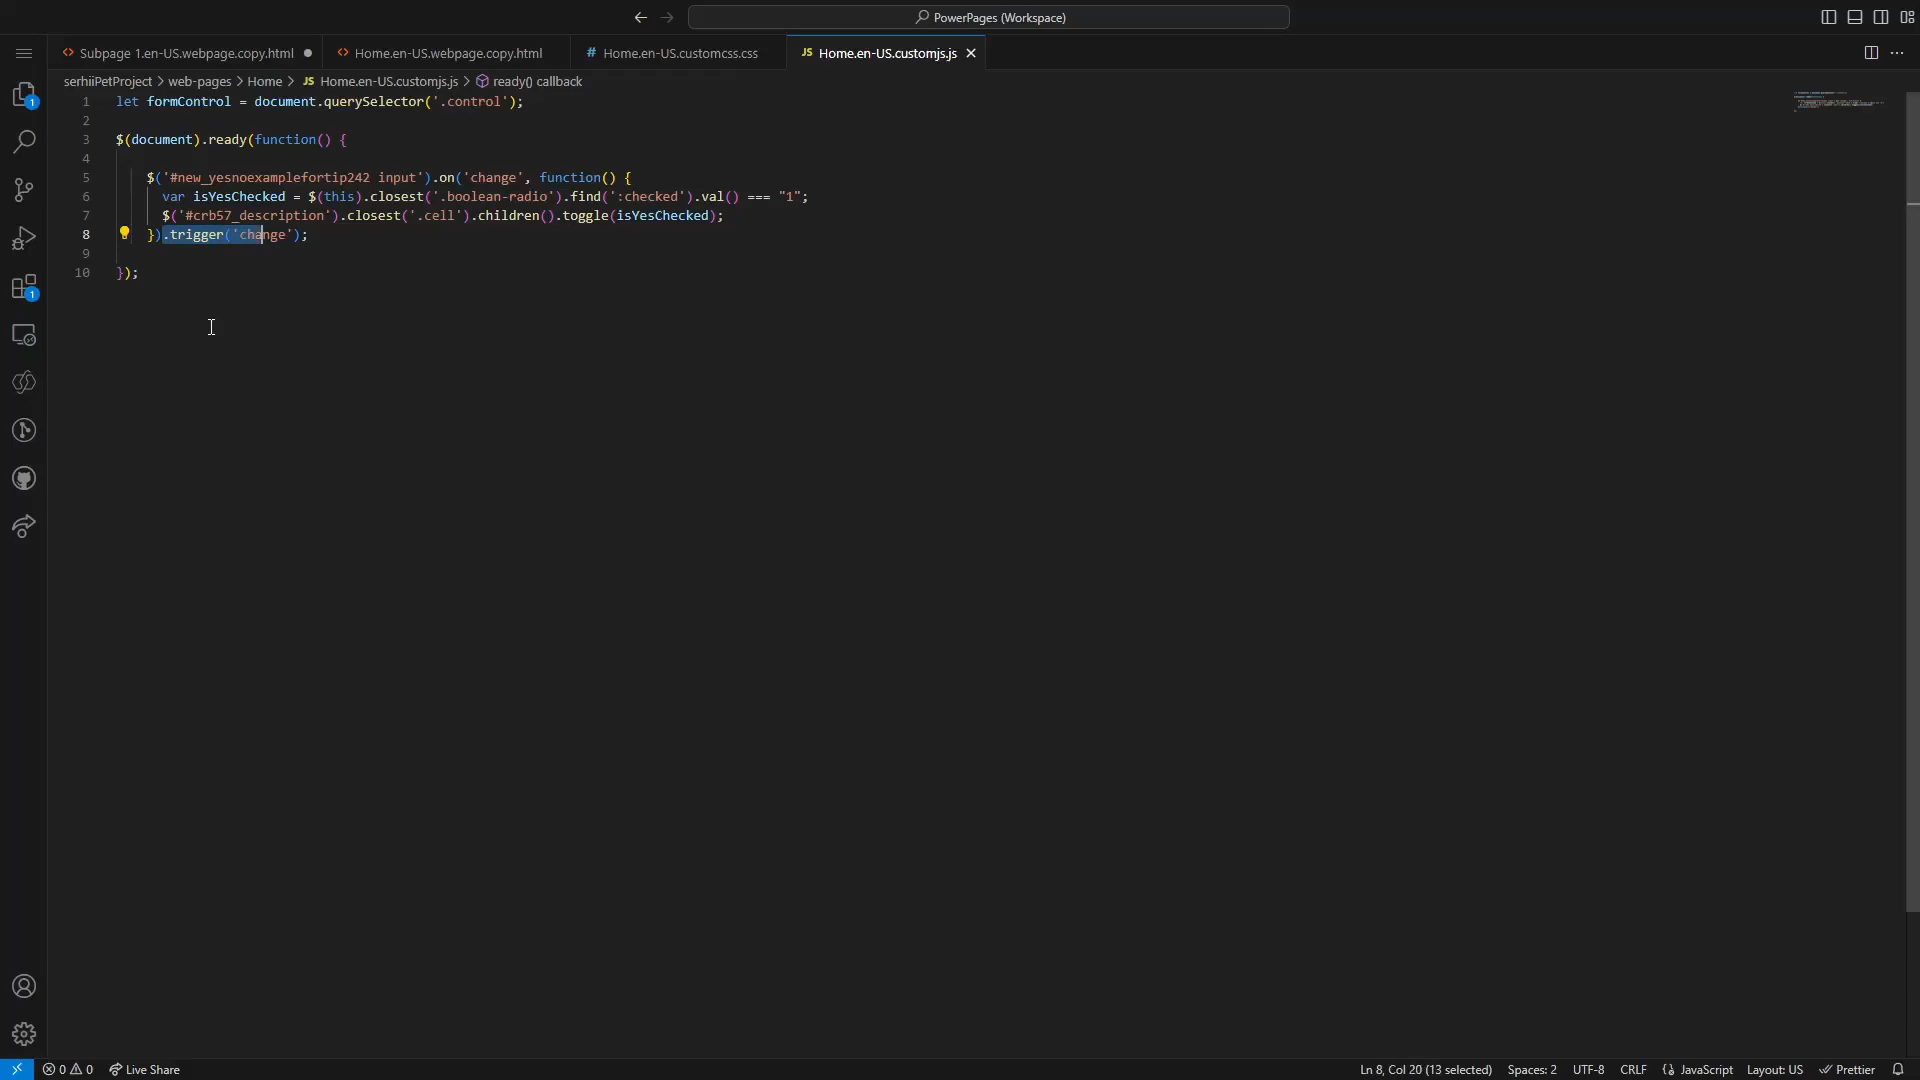 PowerPages (Workspace)
Subpage 1.en-US.webpage.copy.html
Home.en-US.webpage.copy.html
# Home.en-US.customcss.css
JS Home.en-US.customjs.js
serhiiPetProject > web-pages > Home > JS Home.en-US.customjs.js > ready() callback
1 let formControl = document.querySelector('.control');
2
3 $(document).ready(function() {
4
5 $('#new_yesnoexamplefortip242 input').on('change', function() {
6 var isYesChecked = $(this).closest('.boolean-radio').find(':checked').val() === "1";
7 $('#crb57_description').closest('.cell').children().toggle(isYesChecked);
8 }).trigger('change');
9
10 });
1
1
0 0 Live Share
Ln 8, Col 20 (13 selected) Spaces: 2 UTF-8 CRLF {} JavaScript Layout: US Prettier